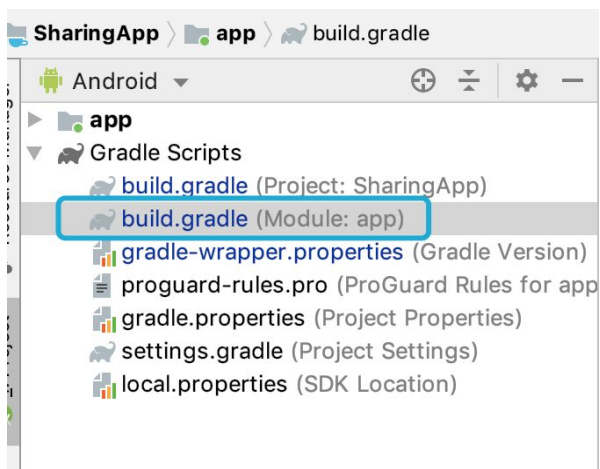 SharingApp app build.gradle
Android
app
Gradle Scripts
build.gradle (Project: SharingApp)
build.gradle (Module: app)
gradle-wrapper.properties (Gradle Version)
proguard-rules.pro (ProGuard Rules for app
gradle.properties (Project Properties)
settings.gradle (Project Settings)
local.properties (SDK Location)